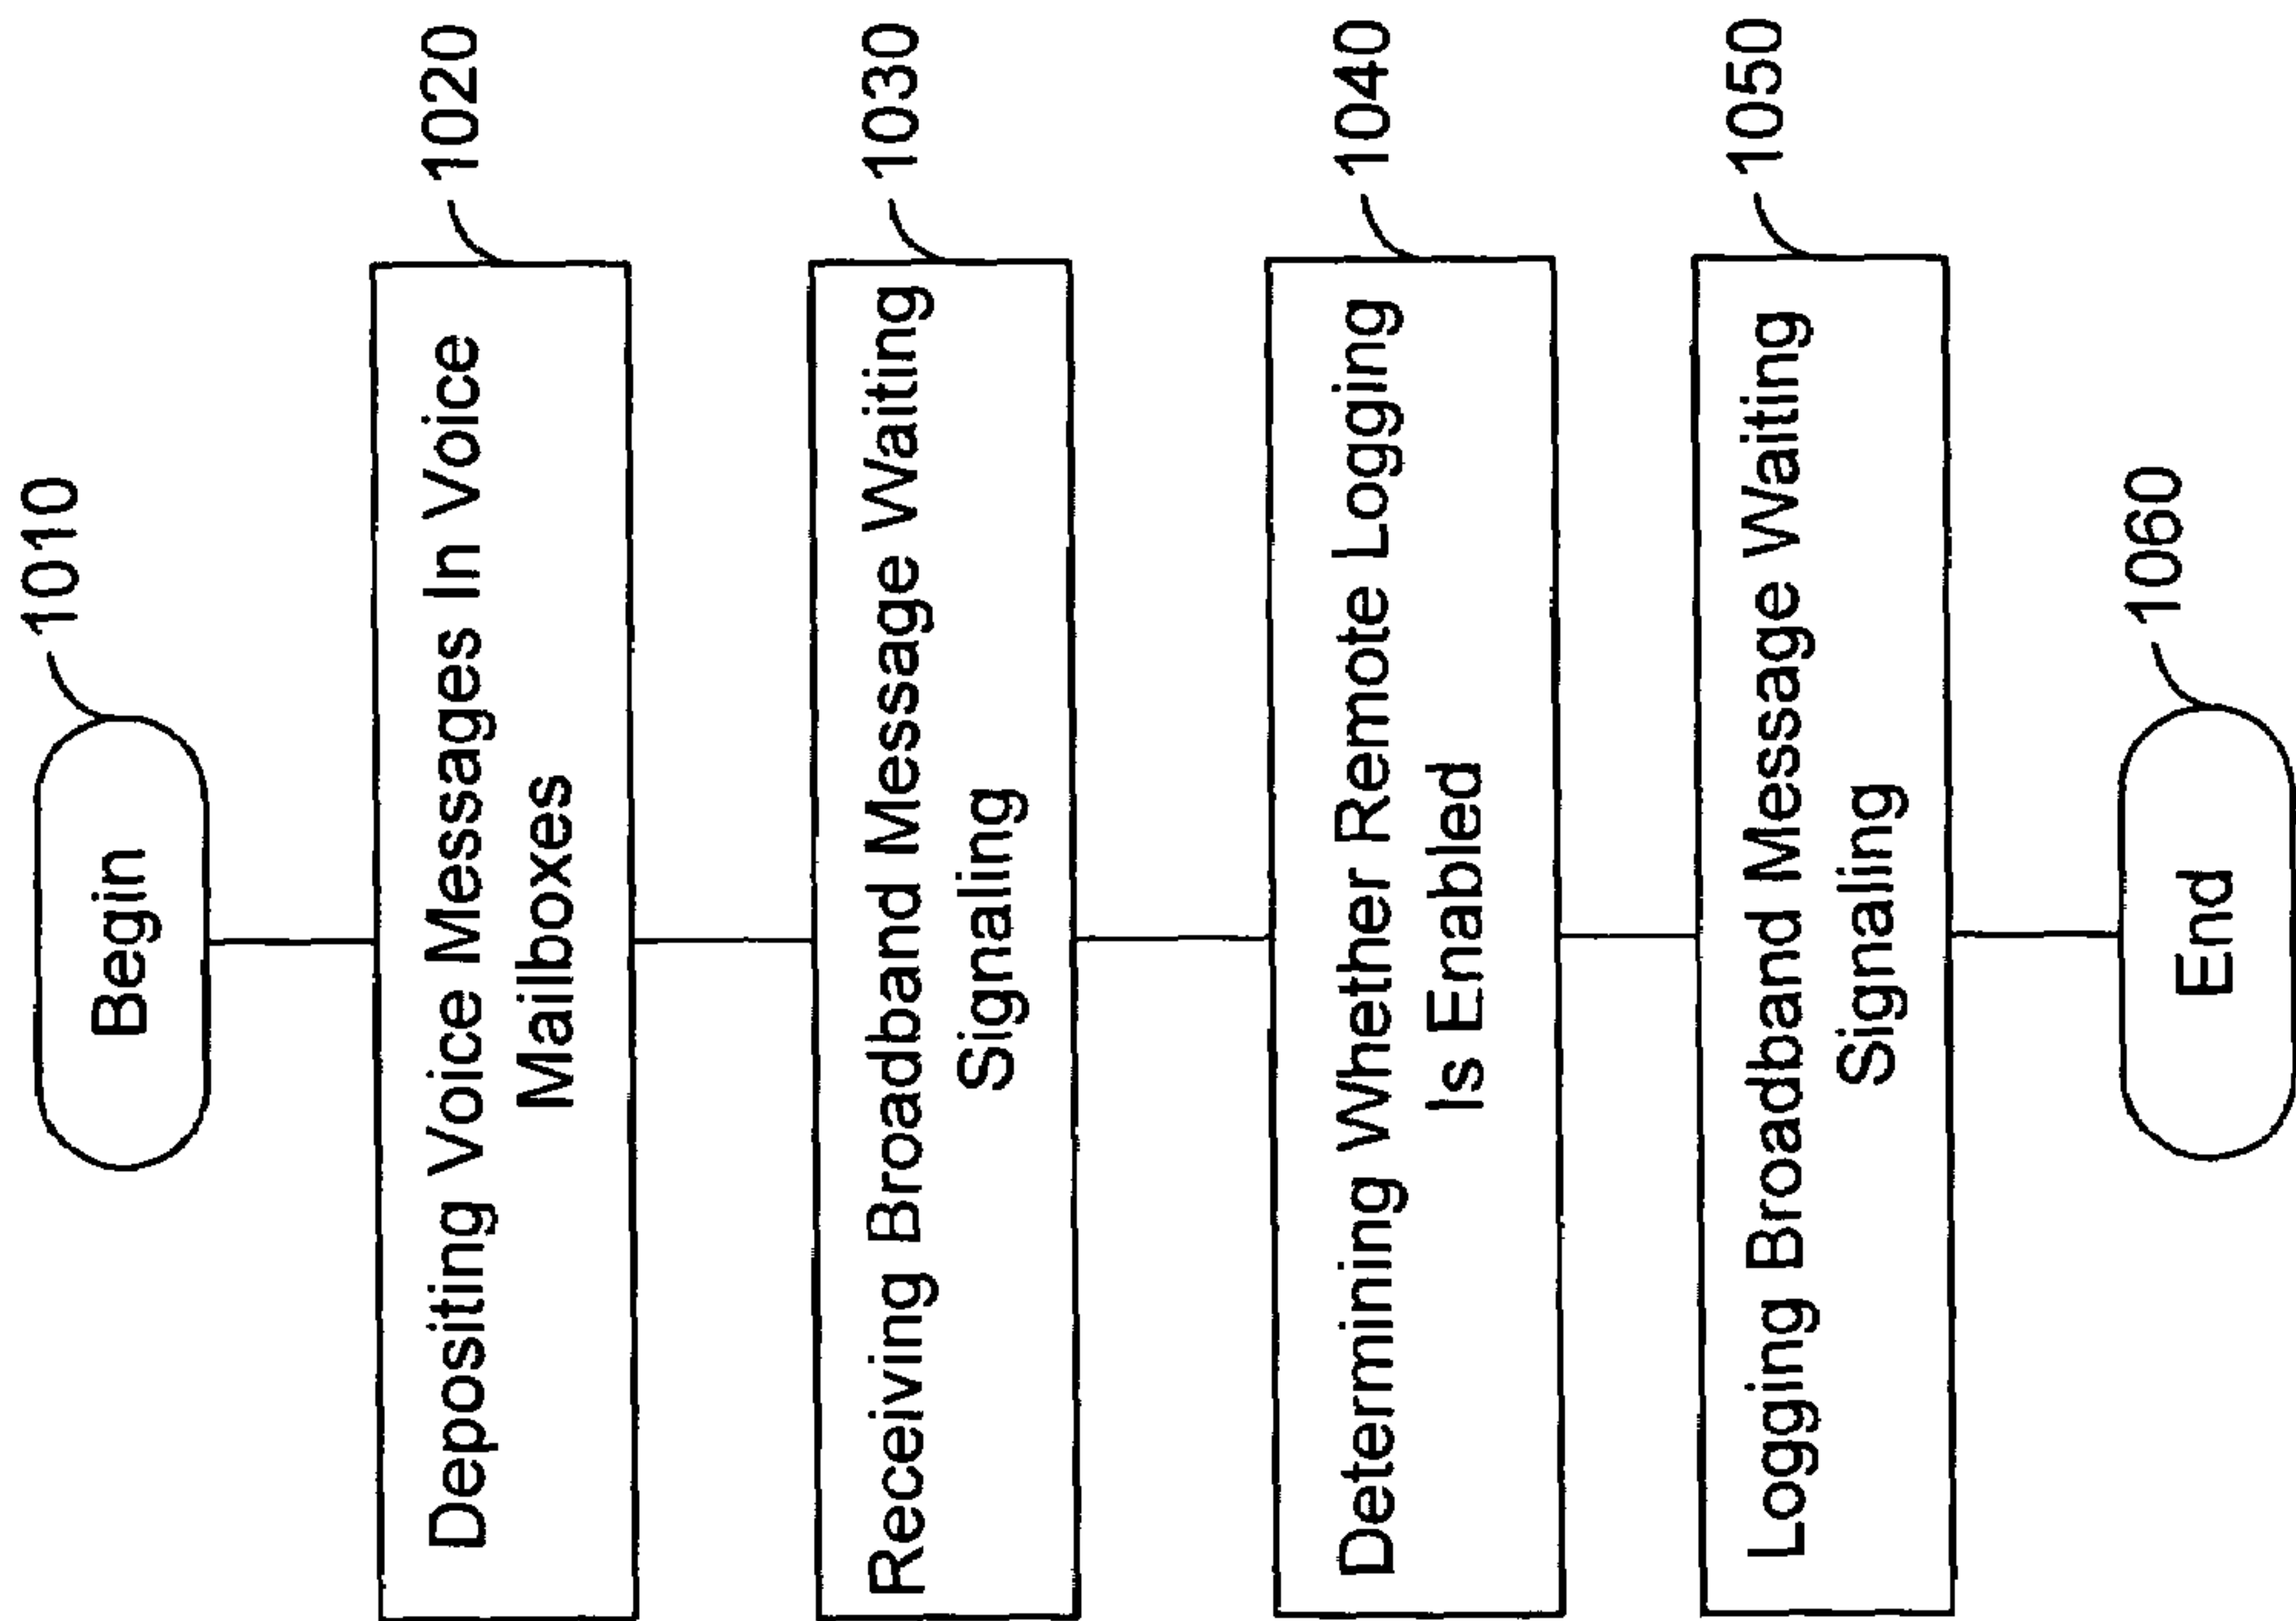 Begin
1010
Depositing Voice Messages In Voice
Mailboxes
1020
Receiving Broadband Message Waiting
Signaling
1030
Determining Whether Remote Logging
Is Enabled
1040
Logging Broadband Message Waiting
Signaling
1050
End
1060